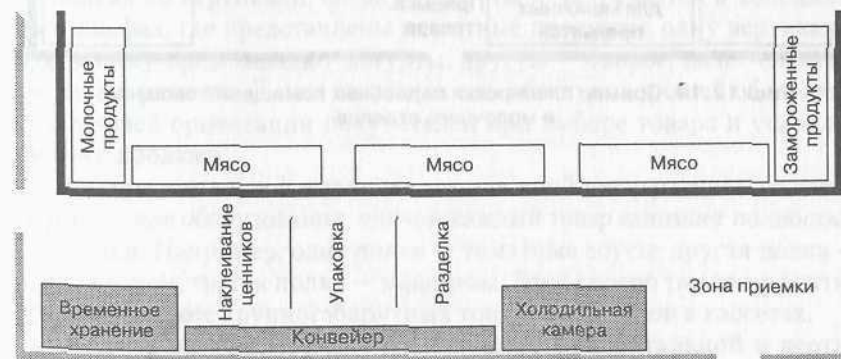 Молочные
продукты
Мясо
Мясо
Мясо
Замороженные
продукты
Наклеивание
ценников
Упаковка
Разделка
Зона приемки
Временное
хранение
Конвейер
Холодильная
камера